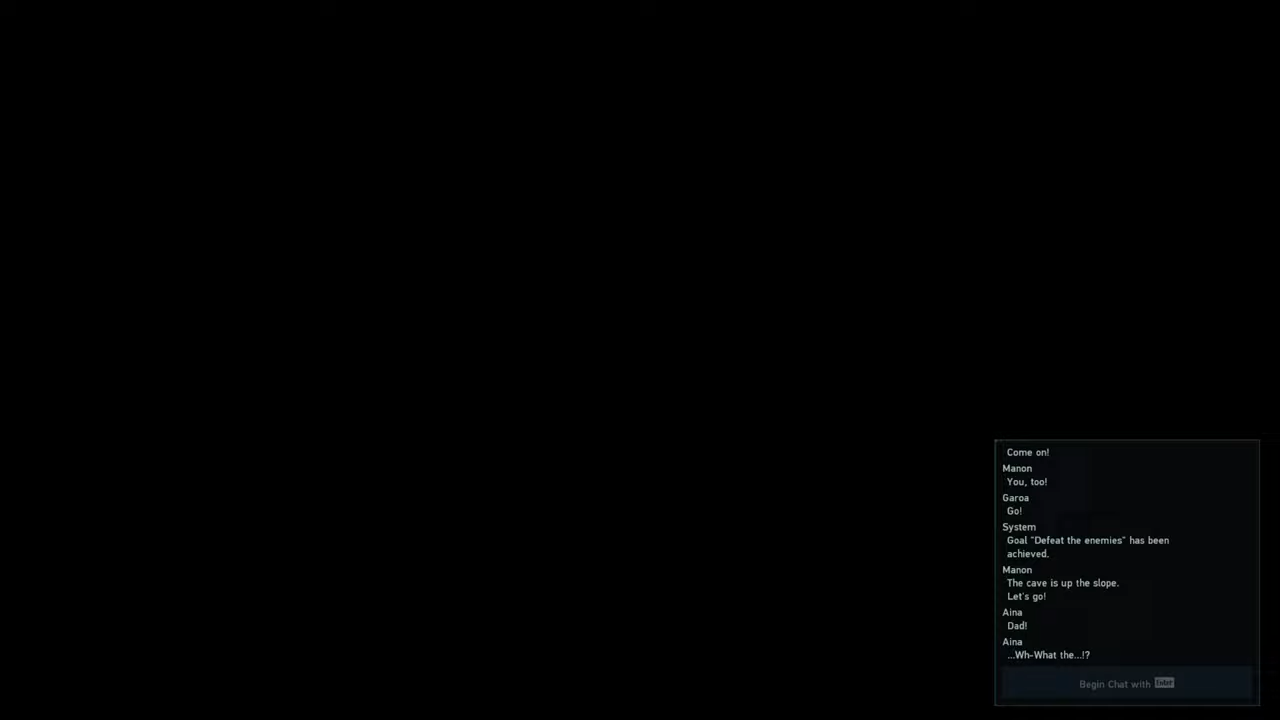 Come on!
Manon
You, too!
Garoa
Go!
System
Goal "Defeat the enemies" has been
achieved.
Manon
The cave is up the slope.
Let's go!
Aina
Dad!
Aina
...Wh-What the...!?
Begin Chat with Enter